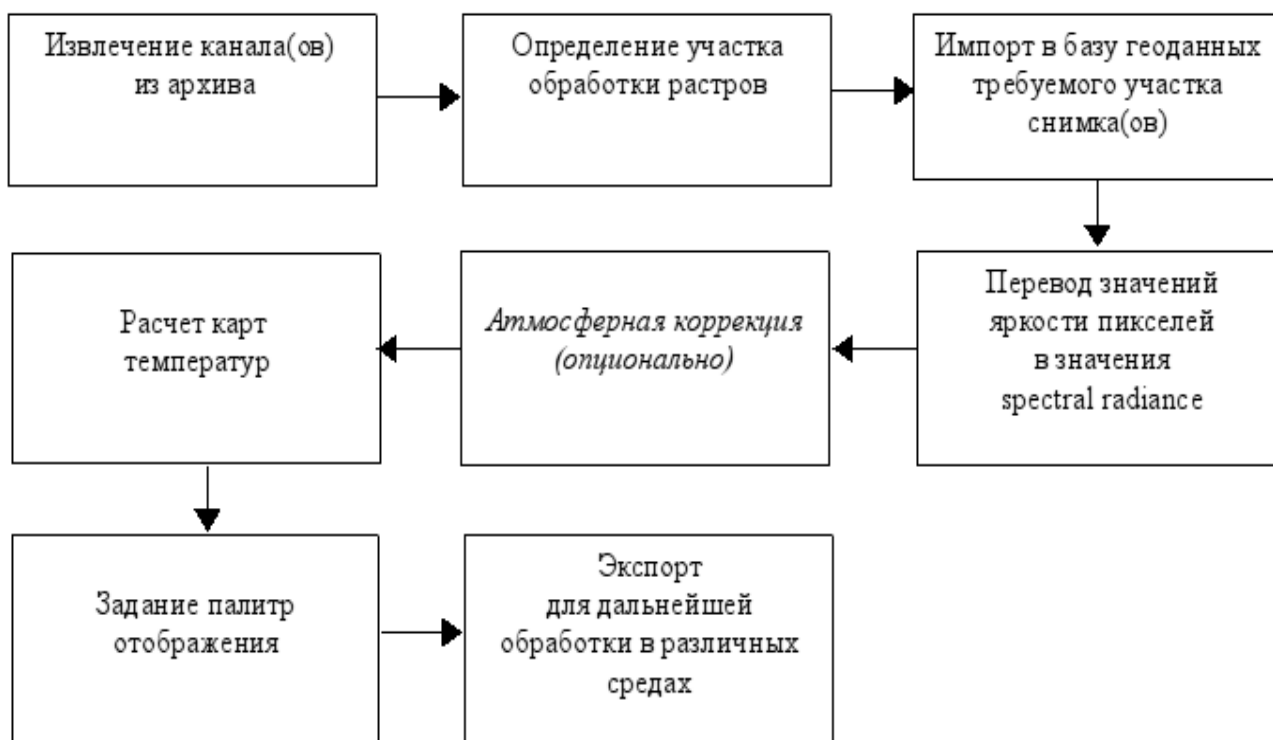 Извлечение канала(ов)
из архива
Определение участка
обработки растров
Импорт в базу геоданных
требуемого участка
снимка(ов)
Перевод значений
яркости пикселей
в значения
spectral radiance
Атмосферная коррекция
(опционально)
Расчет карт
температур
Задание палитр
отображения
Экспорт
для дальнейшей
обработки в различных
средах